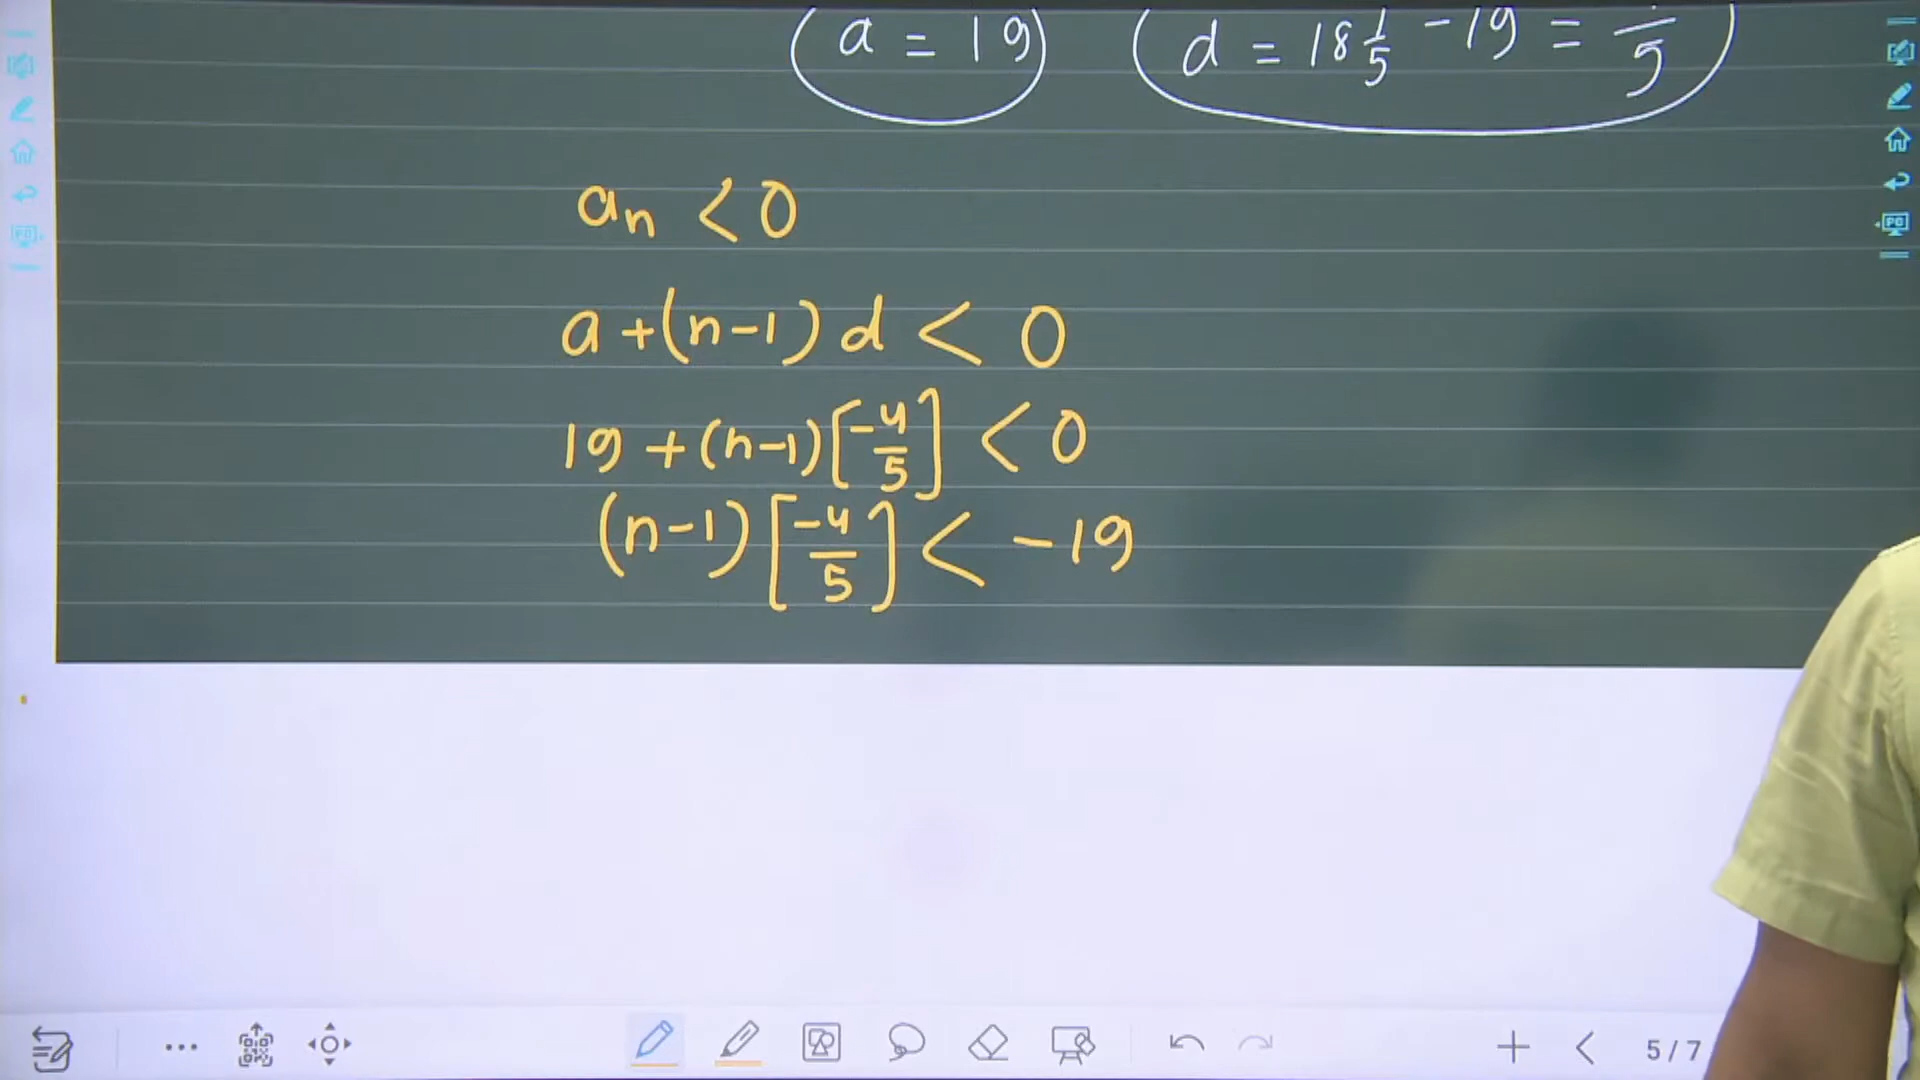 a = 19 d = 18 1/5 - 19 = /5
an < 0
a + (n-1) d < 0
19 + (n-1) [-4/5] < 0
(n-1) [-4/5] < -19
5 / 7